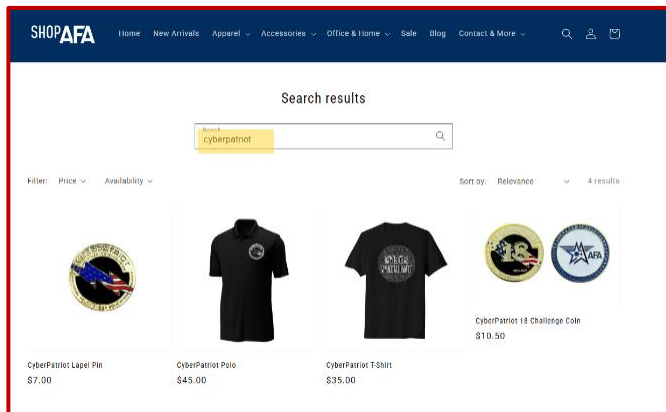 SHOPAFA Home New Arrivals Apparel Accessories Office & Home Sale Blog Contact & More
Search results
Search
cyberpatriot
Filter: Price Availability Sort by: Relevance 4 results
18
AFA
CyberPatriot 18 Challenge Coin
$10.50
CyberPatriot Lapel Pin CyberPatriot Polo CyberPatriot T-Shirt
$7.00 $45.00 $35.00